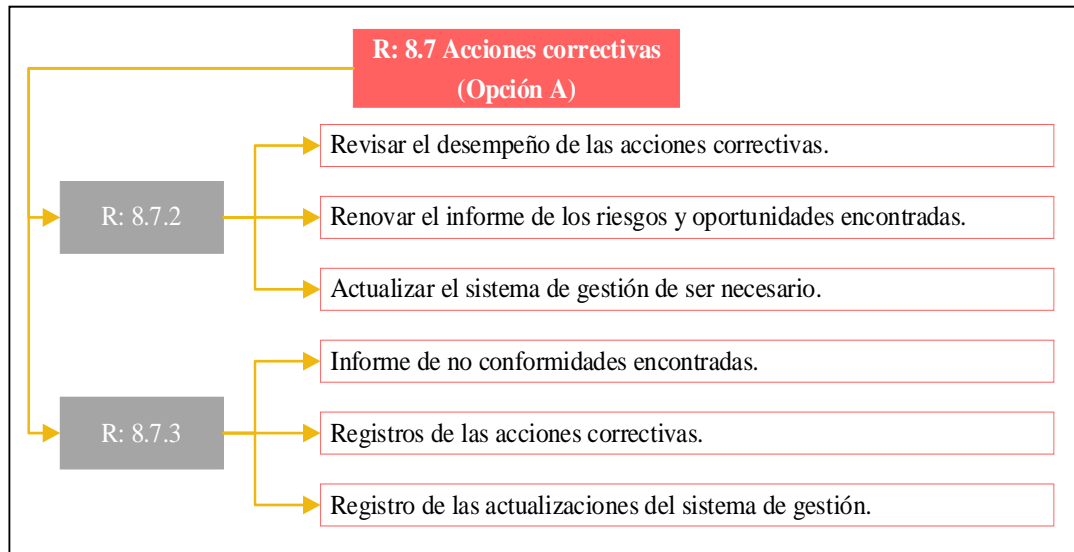 R: 8.7 Acciones correctivas
(Opción A)
R: 8.7.2
Revisar el desempeño de las acciones correctivas.
Renovar el informe de los riesgos y oportunidades encontradas.
Actualizar el sistema de gestión de ser necesario.
R: 8.7.3
Informe de no conformidades encontradas.
Registros de las acciones correctivas.
Registro de las actualizaciones del sistema de gestión.